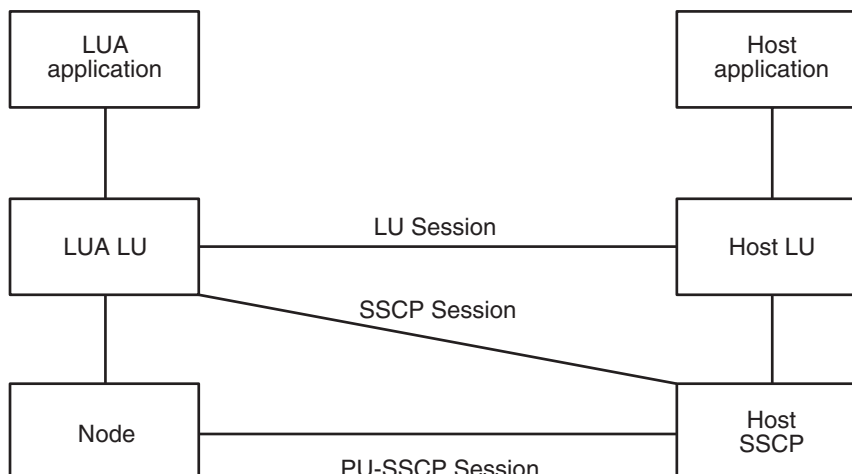 LUA
application
Host
application
LU Session
LUA LU
Host LU
SSCP Session
Node
Host
SSCP
PU-SSCP Session